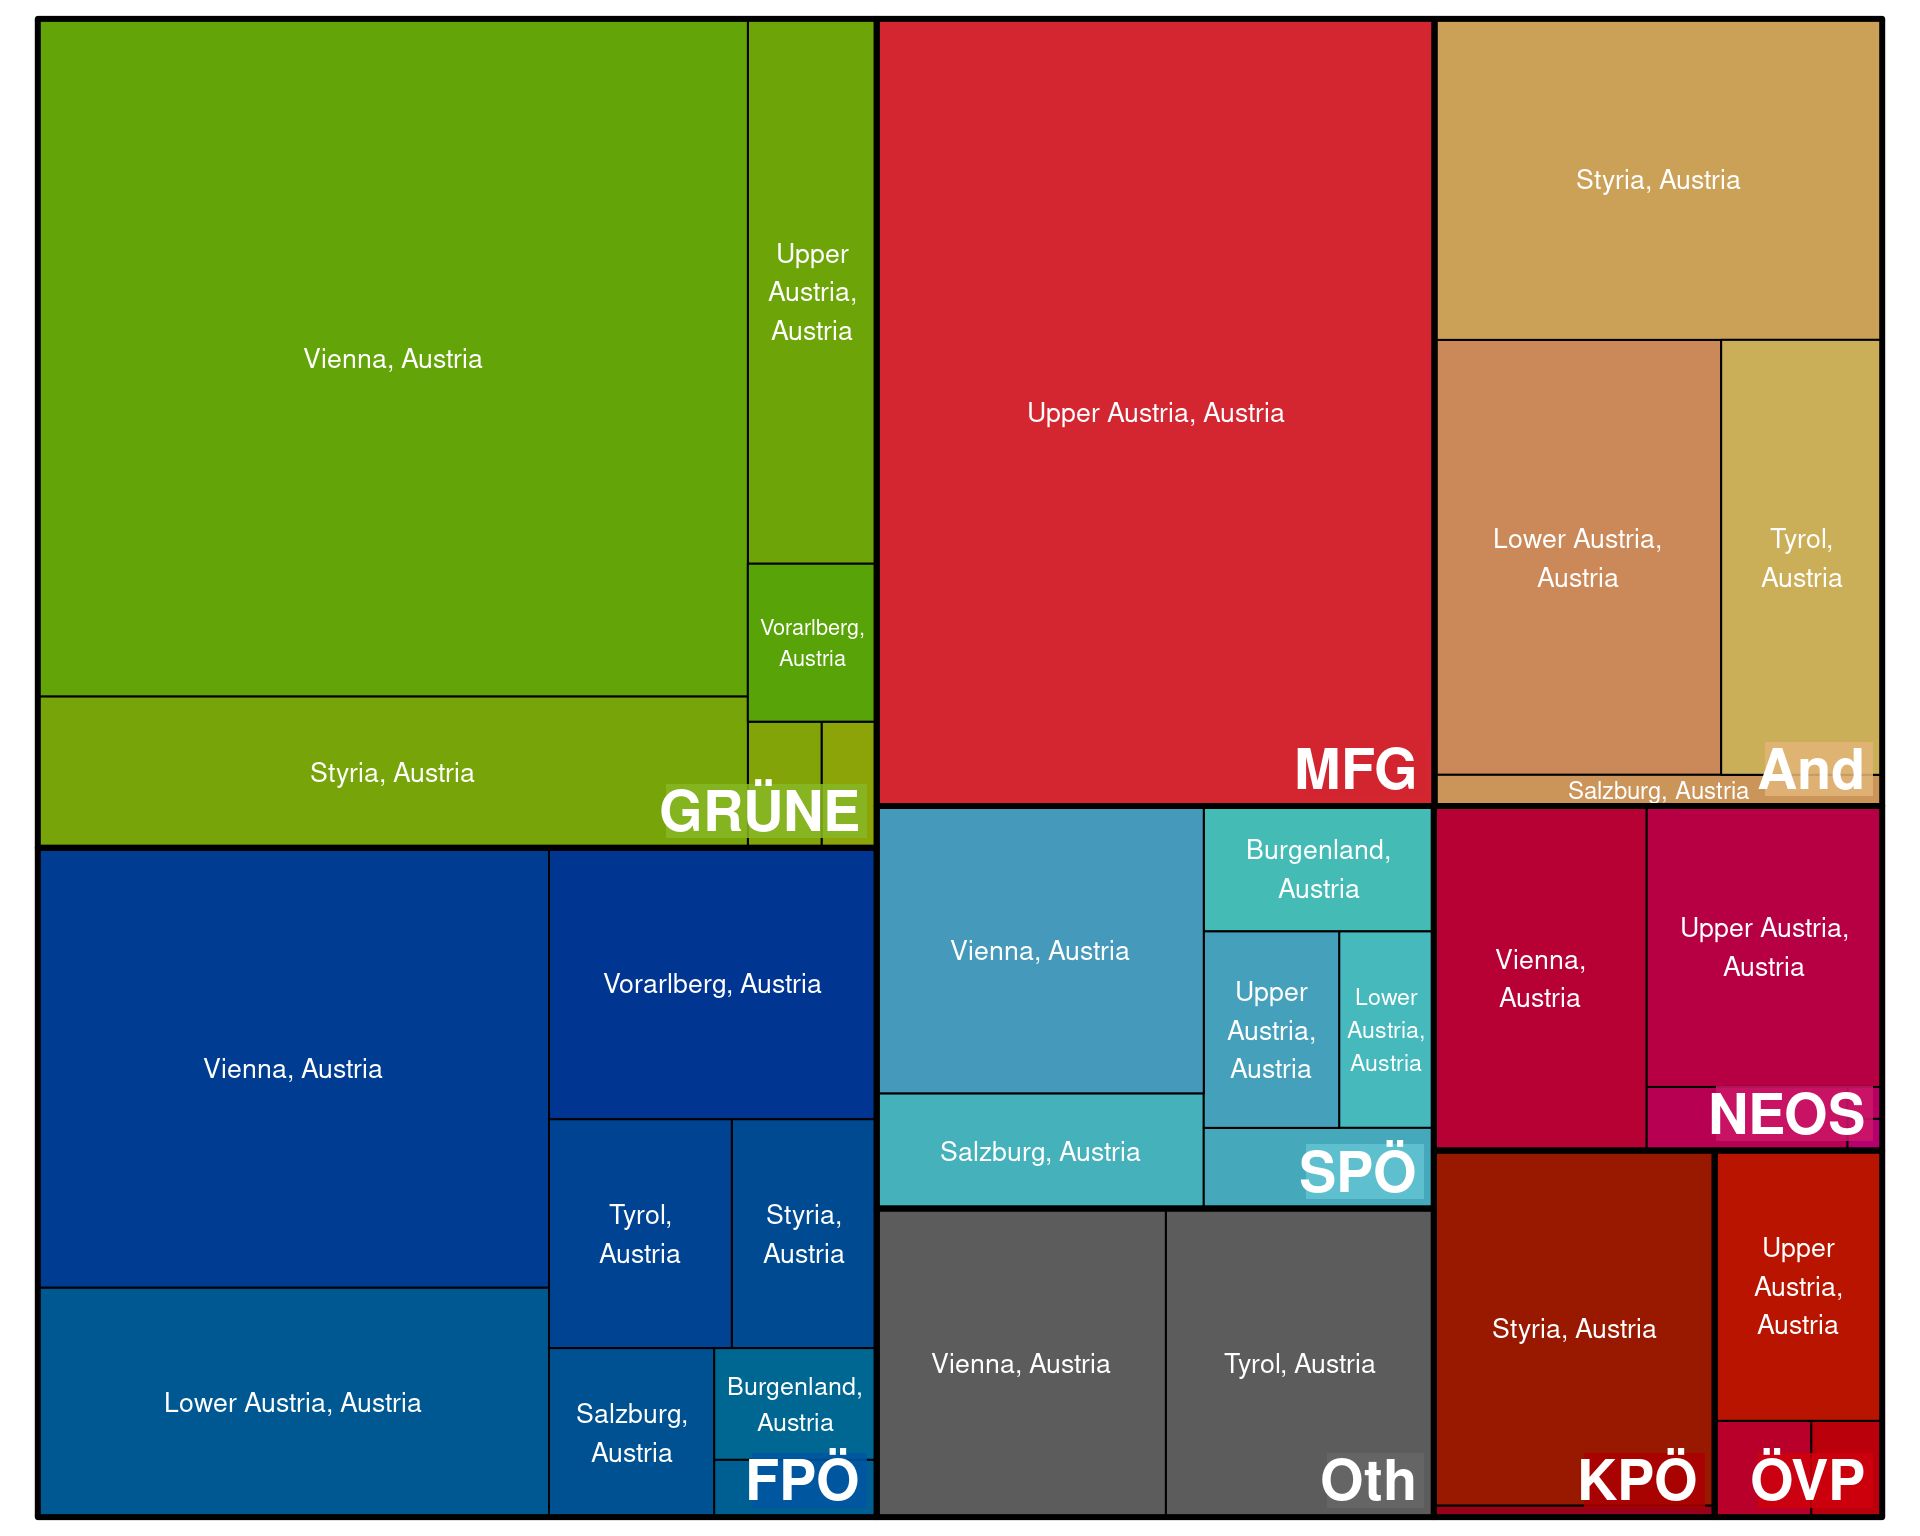 Vienna, Austria
Upper
Austria,
Austria
Vorarlberg,
Austria
Styria, Austria
GRÜNE
Upper Austria, Austria
MFG
Styria, Austria
Lower Austria,
Austria
Tyrol,
Austria
Salzburg, Austria
And
Vienna, Austria
Vorarlberg, Austria
Tyrol,
Austria
Styria,
Austria
Lower Austria, Austria
Salzburg,
Austria
Burgenland,
Austria
FPÖ
Vienna, Austria
Burgenland,
Austria
Upper
Austria,
Austria
Lower
Austria,
Austria
Salzburg, Austria
SPÖ
Vienna, Austria
Tyrol, Austria
Oth
Vienna,
Austria
Upper Austria,
Austria
NEOS
Styria, Austria
KPÖ
Upper
Austria,
Austria
ÖVP